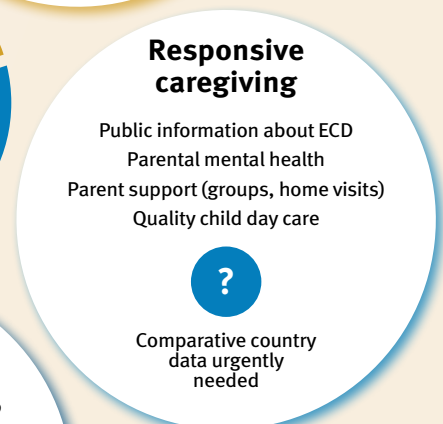 Responsive
caregiving
Public information about ECD
Parental mental health
Parent support (groups, home visits)
Quality child day care
?
Comparative country
data urgently
needed